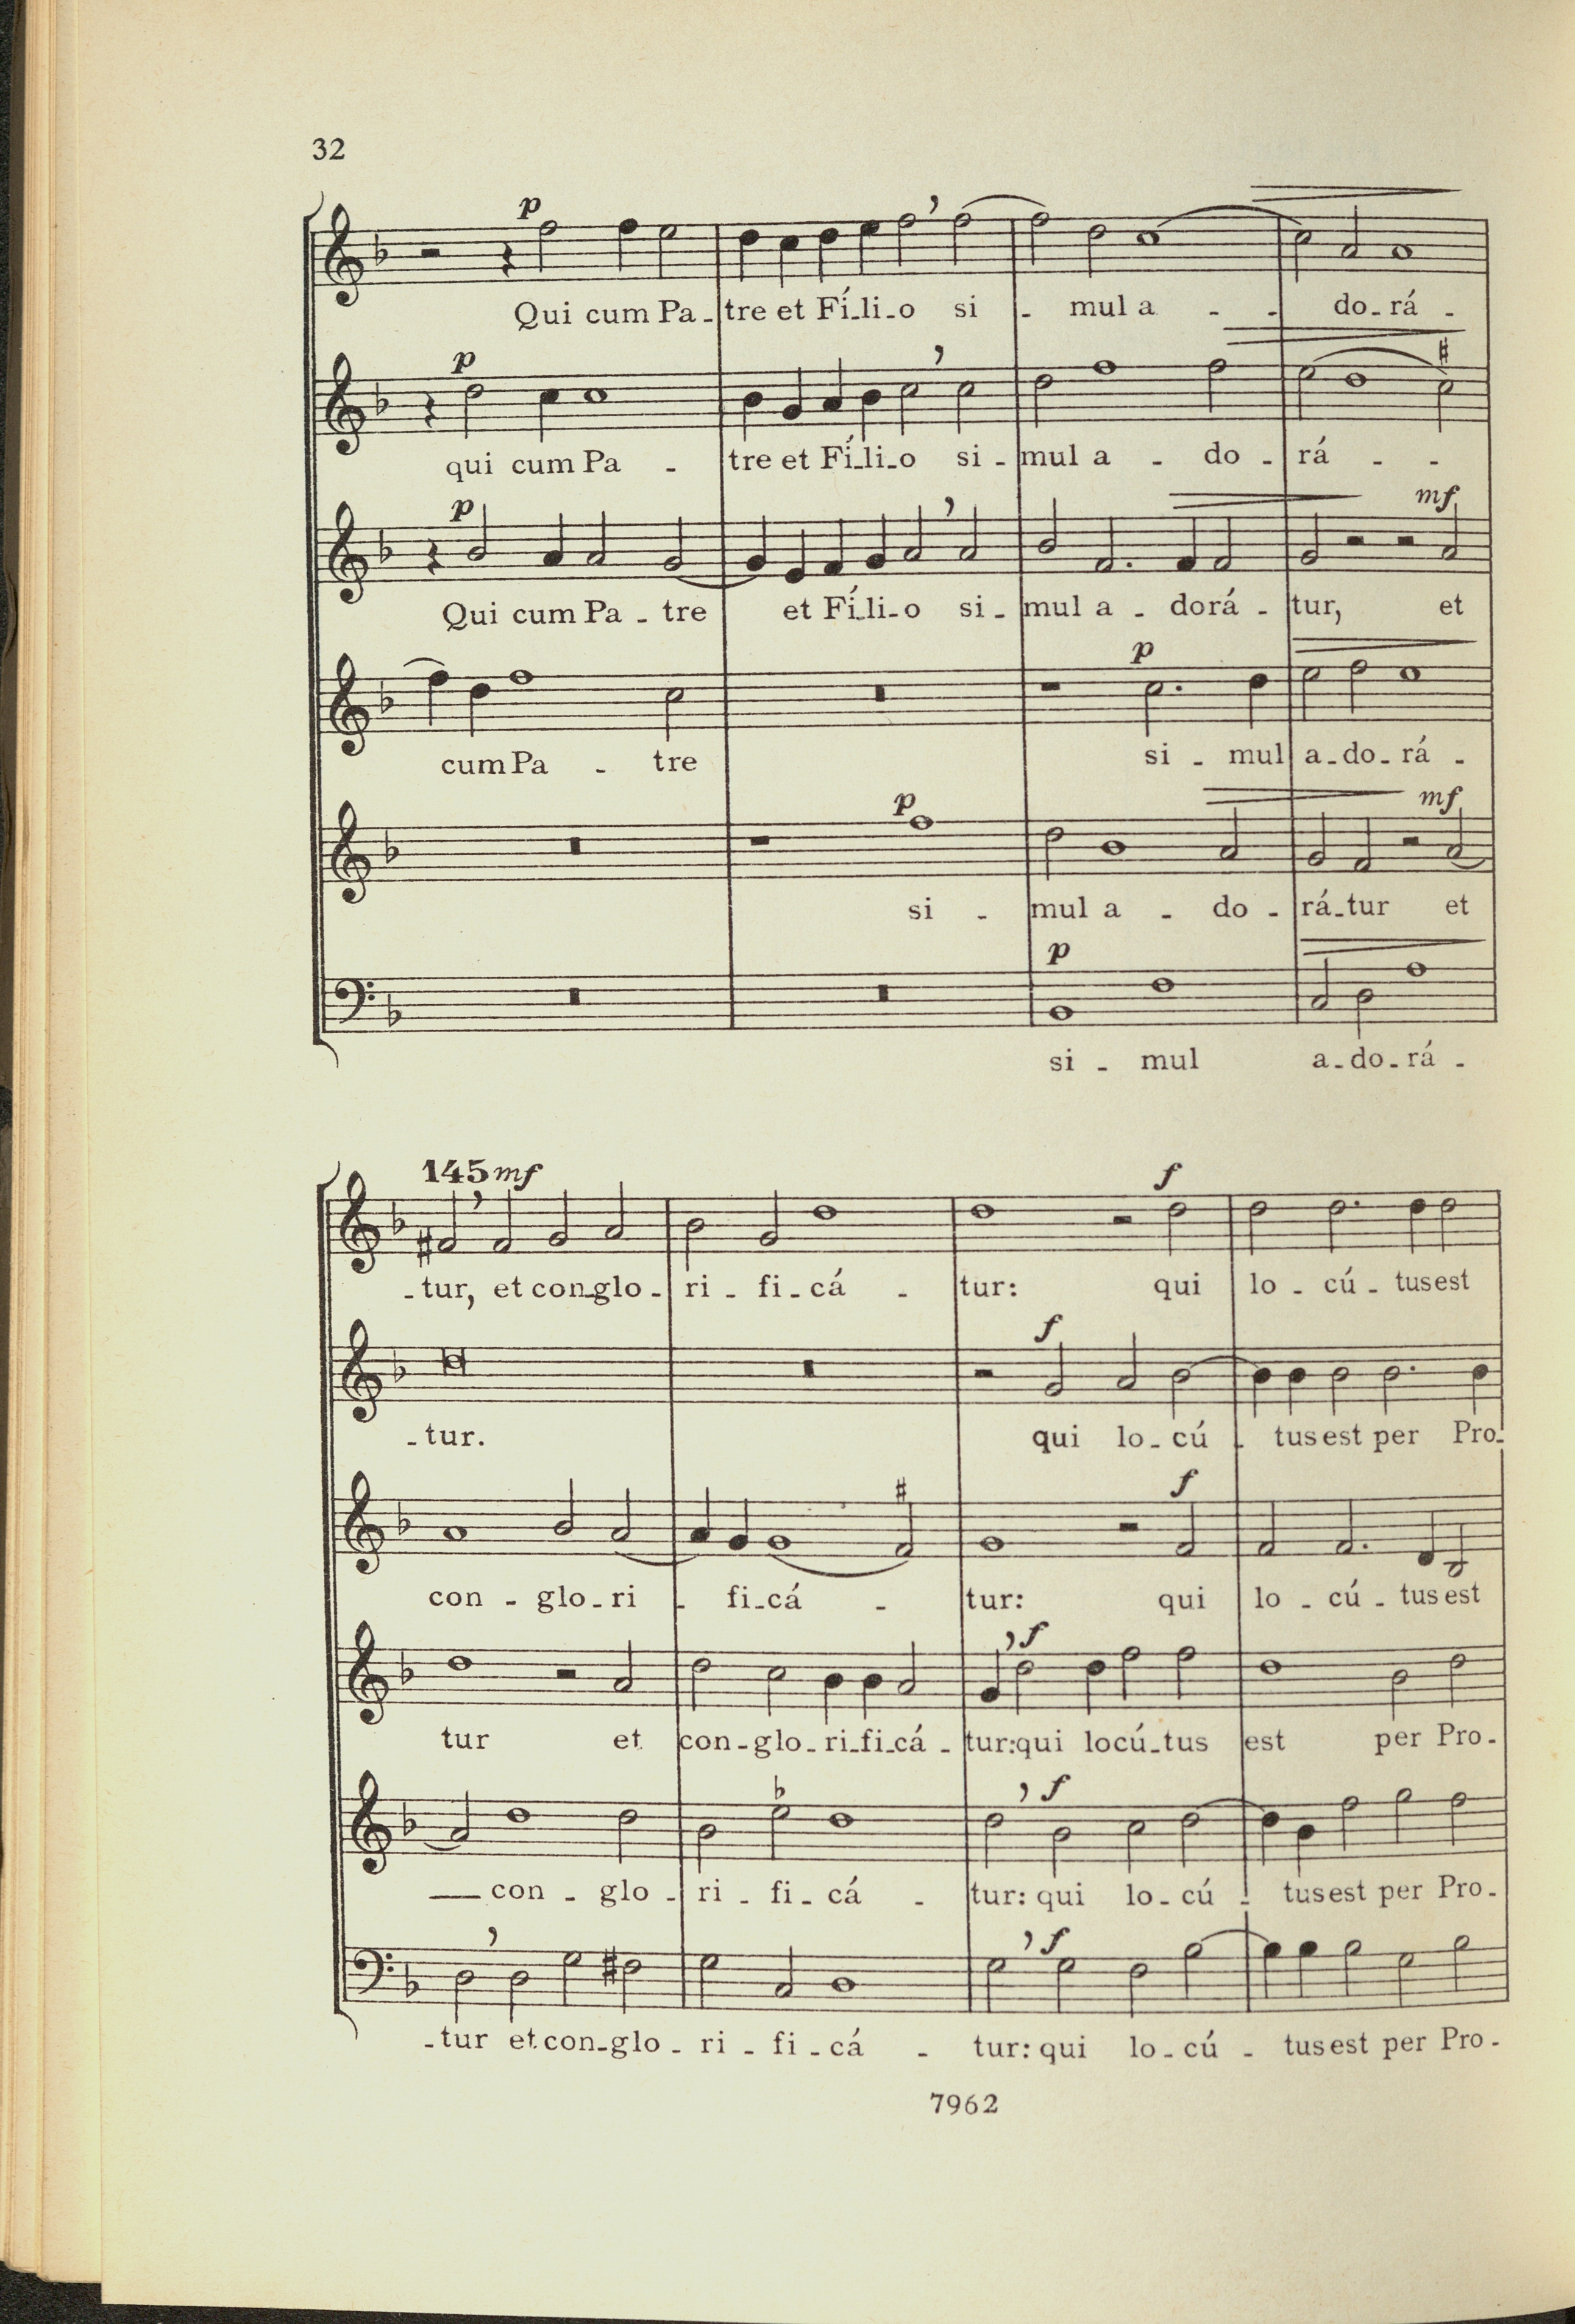 32
p
Qui cum Pa - tre et Fí - li - o si - mul a - - do - rá -
p
qui cum Pa - tre et Fí - li - o si - mul a - do - rá - -
p mf
Qui cum Pa - tre et Fí - li - o si - mul a - dorá - tur, et
p
cum Pa - tre si - mul a - do - rá -
p mf
si - mul a - do - rá - tur et
p
si - mul a - do - rá -
145 mf f
- tur, et con - glo - ri - fi - cá - tur: qui lo - cú - tus est
f
- tur. qui lo - cú - tus est per Pro -
f
con - glo - ri - fi - cá - tur: qui lo - cú - tus est
f
tur et con - glo - ri - fi - cá - tur: qui locú - tus est per Pro -
f
con - glo - ri - fi - cá - tur: qui lo - cú - tus est per Pro -
f
- tur et con - glo - ri - fi - cá - tur: qui lo - cú - tus est per Pro -
7962